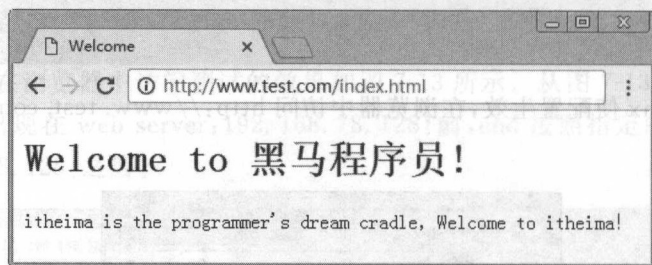 Welcome
http://www.test.com/index.html
Welcome to 黑马程序员!
itheima is the programmer's dream cradle, Welcome to itheima!